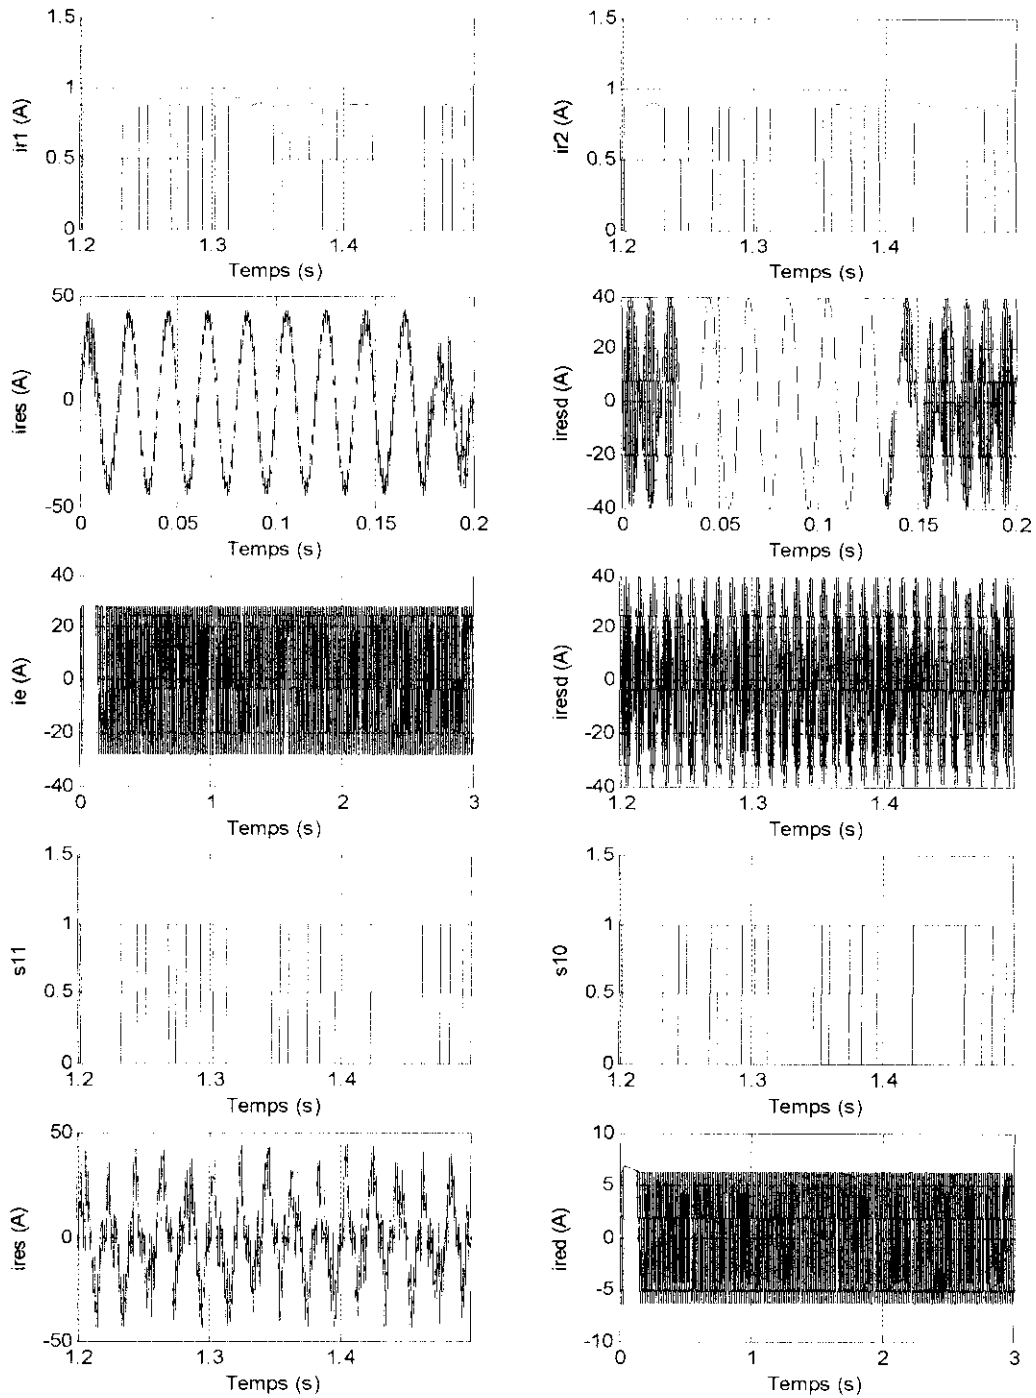 1.5 1.5
1 1
ir1 (A) ir2 (A)
0.5 0.5
0 0
1.2 1.3 1.4 1.2 1.3 1.4
Temps (s) Temps (s)
50 40
20
ires (A) 0 iresd (A) 0
-20
-50 -40
0 0.05 0.1 0.15 0.2 0 0.05 0.1 0.15 0.2
Temps (s) Temps (s)
40 40
20 20
ie (A) 0 iresd (A) 0
-20 -20
-40 -40
0 1 2 3 1.2 1.3 1.4
Temps (s) Temps (s)
1.5 1.5
1 1
s11 s10
0.5 0.5
0 0
1.2 1.3 1.4 1.2 1.3 1.4
Temps (s) Temps (s)
50 10
5
ires (A) 0 ired (A) 0
-5
-50 -10
1.2 1.3 1.4 0 1 2 3
Temps (s) Temps (s)